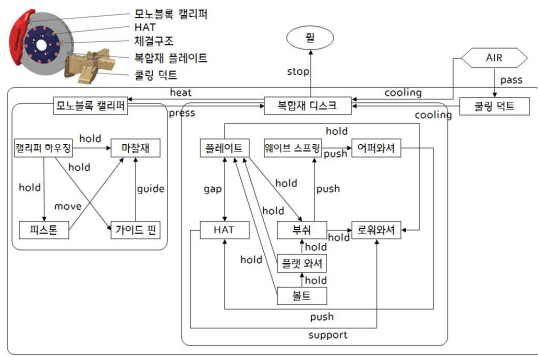 모노블록 캘리퍼
HAT
체결구조
복합재 플레이트
쿨링 덕트
휠
AIR
stop
pass
heat
cooling
모노블록 캘리퍼
press
복합재 디스크
cooling
쿨링 덕트
캘리퍼 하우징
hold
마찰재
hold
hold
move
guide
피스톤
가이드 핀
hold
플레이트
웨이브 스프링
push
어퍼와셔
gap
hold
push
HAT
부쉬
hold
로워와셔
hold
플랫 와셔
hold
hold
hold
볼트
push
support